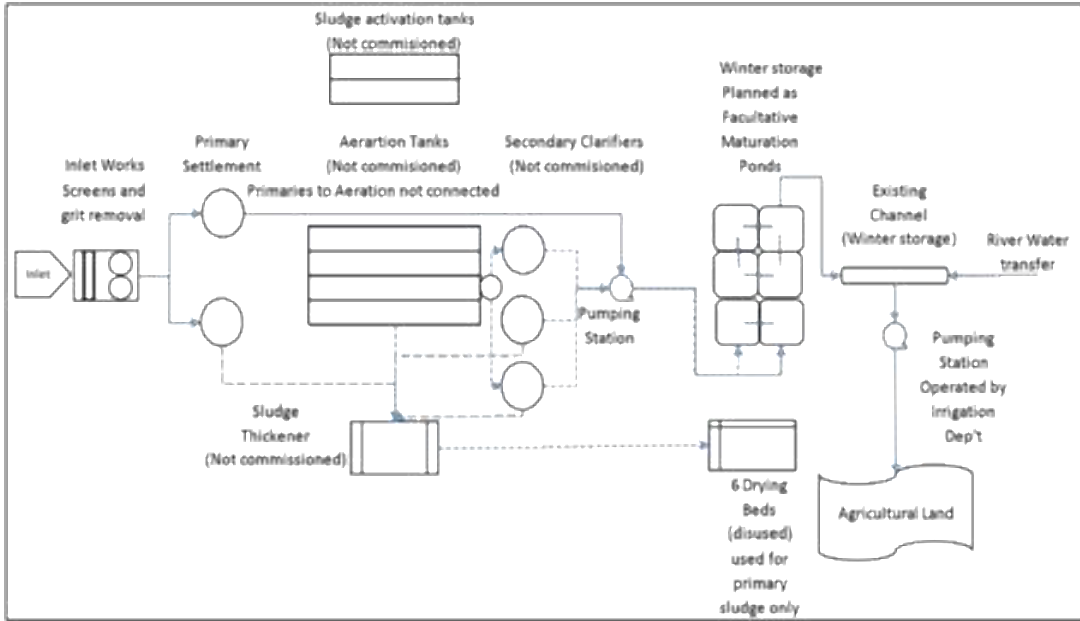 Sludge activation tanks
(Not commisioned)
Winter storage
Planned as
Facultative
Maturation
Ponds
Primary
Settlement
Aerartion Tanks
(Not commisioned)
Primaries to Aeration not connected
Secondary Clarifiers
(Not commisioned)
Inlet Works
Screens and
grit removal
Existing
Channel
(Winter storage)
River Water
transfer
Inlet
Pumping
Station
Pumping
Station
Operated by
Irrigation
Dep't
Sludge
Thickener
(Not commissioned)
6 Drying
Beds
(disused)
used for
primary
sludge only
Agricultural Land